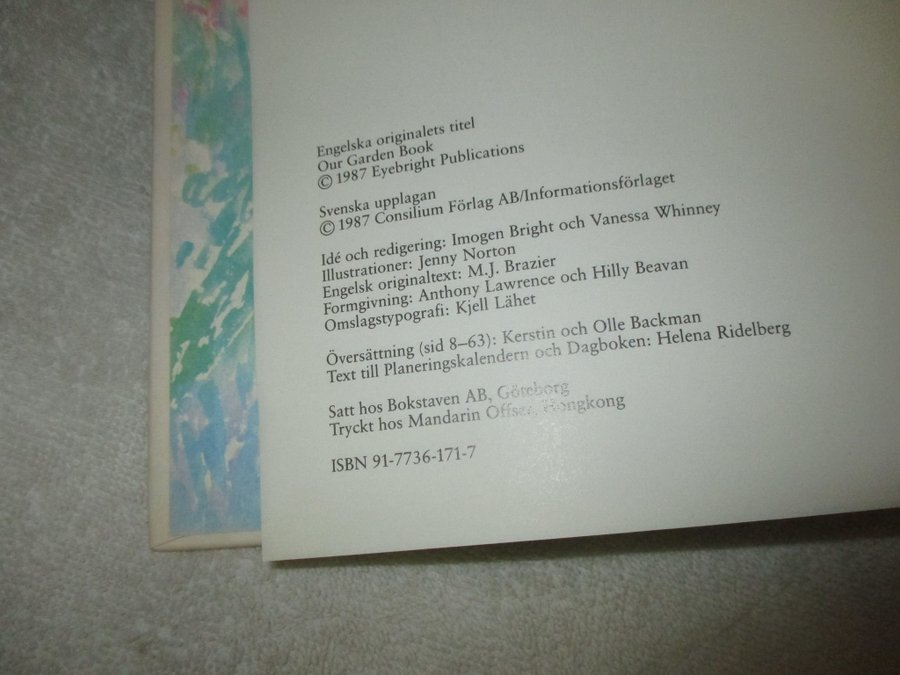 Engelska originalets titel
Our Garden Book
© 1987 Eyebright Publications
Svenska upplagan
© 1987 Consilium Förlag AB/Informationsförlaget
Idé och redigering: Imogen Bright och Vanessa Whinney
Illustrationer: Jenny Norton
Engelsk originaltext: M.J. Brazier
Formgivning: Anthony Lawrence och Hilly Beavan
Omslagstypografi: Kjell Lähet
Översättning (sid 8–63): Kerstin och Olle Backman
Text till Planeringskalendern och Dagboken: Helena Ridelberg
Satt hos Bokstaven AB, Göteborg
Tryckt hos Mandarin Offset, Hongkong
ISBN 91-7736-171-7